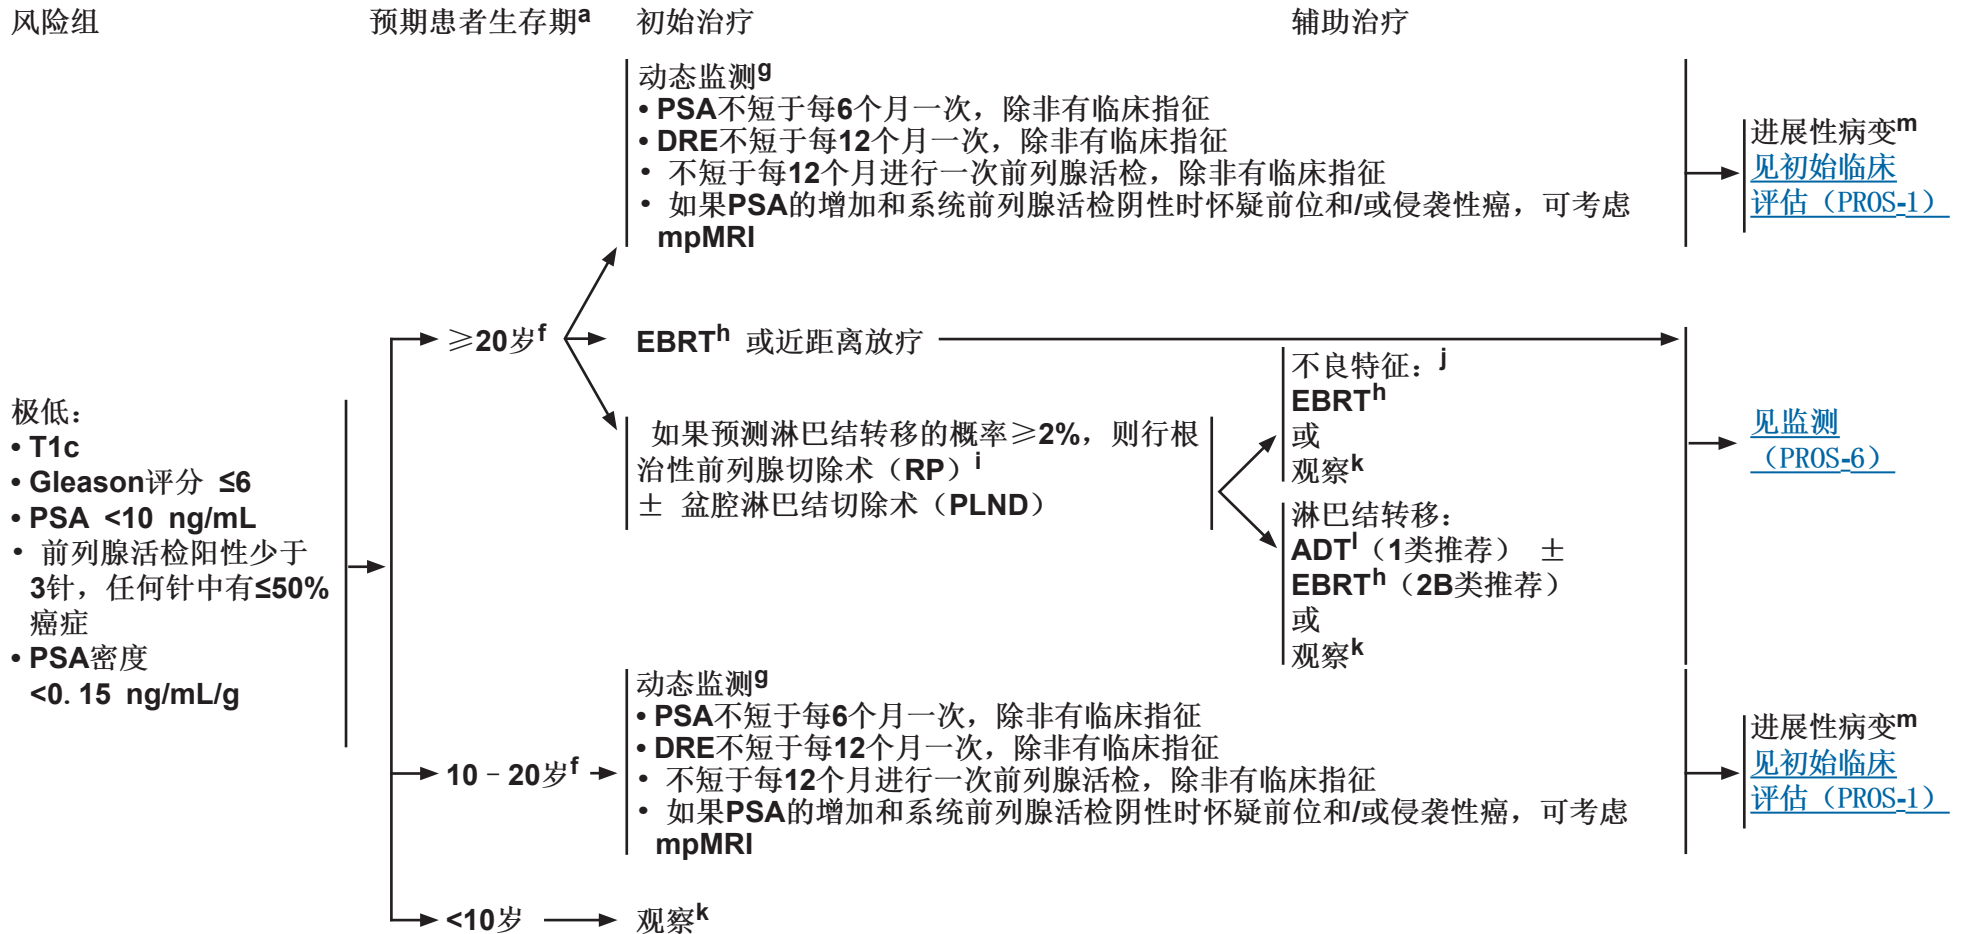 风险组
预期患者生存期a
初始治疗
辅助治疗
极低：
• T1c
• Gleason评分 ≤6
• PSA <10 ng/mL
• 前列腺活检阳性少于
3针，任何针中有≤50%
癌症
• PSA密度
<0.15 ng/mL/g
≥20岁f
动态监测g
• PSA不短于每6个月一次，除非有临床指征
• DRE不短于每12个月一次，除非有临床指征
• 不短于每12个月进行一次前列腺活检，除非有临床指征
• 如果PSA的增加和系统前列腺活检阴性时怀疑前位和/或侵袭性癌，可考虑
mpMRI
进展性病变m
见初始临床
评估（PROS-1）
EBRTh 或近距离放疗
如果预测淋巴结转移的概率≥2%，则行根
治性前列腺切除术（RP）i
± 盆腔淋巴结切除术（PLND）
不良特征：j
EBRTh
或
观察k
淋巴结转移：
ADTl（1类推荐） ±
EBRTh（2B类推荐）
或
观察k
见监测
（PROS-6）
10–20岁f
动态监测g
• PSA不短于每6个月一次，除非有临床指征
• DRE不短于每12个月一次，除非有临床指征
• 不短于每12个月进行一次前列腺活检，除非有临床指征
• 如果PSA的增加和系统前列腺活检阴性时怀疑前位和/或侵袭性癌，可考虑
mpMRI
进展性病变m
见初始临床
评估（PROS-1）
<10岁
观察k